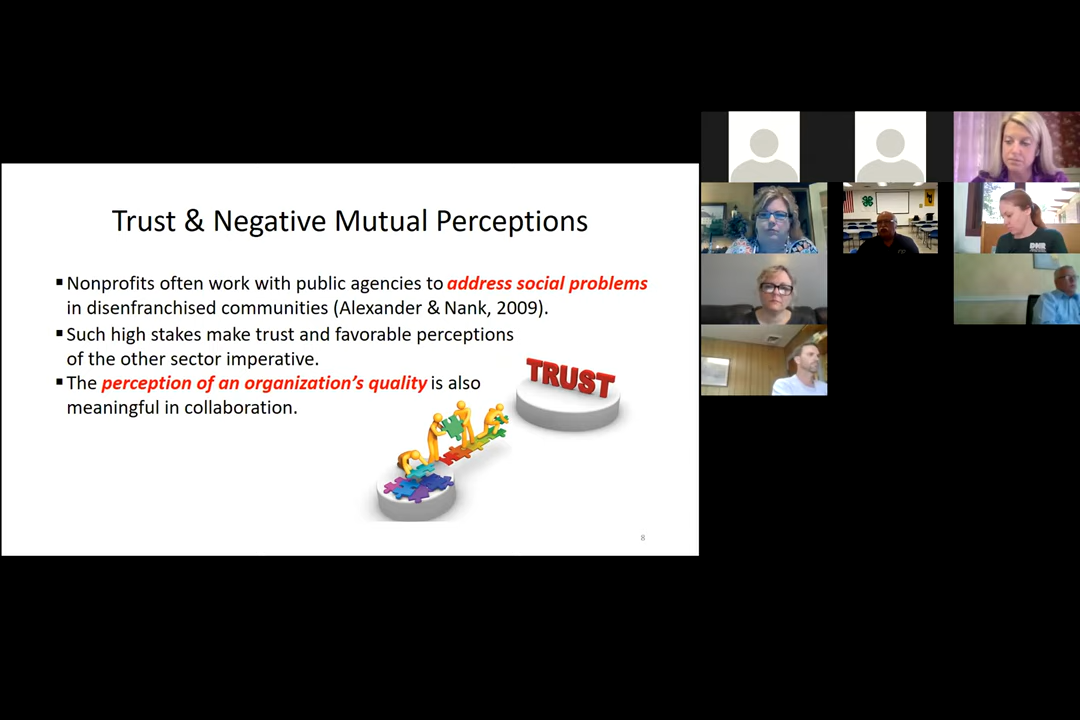 Trust & Negative Mutual Perceptions
▪ Nonprofits often work with public agencies to address social problems
in disenfranchised communities (Alexander & Nank, 2009).
▪ Such high stakes make trust and favorable perceptions
of the other sector imperative.
▪ The perception of an organization's quality is also
meaningful in collaboration.
TRUST
8
DNR